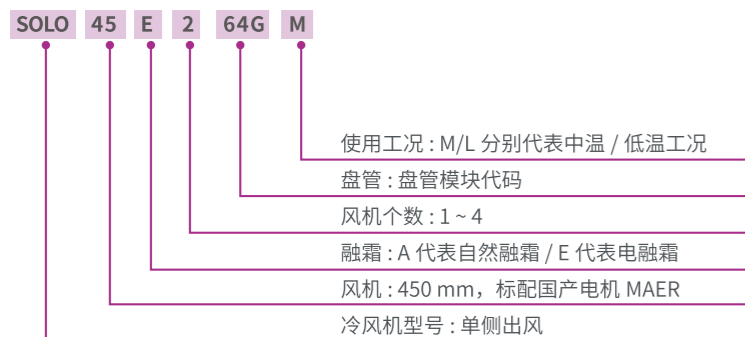 SOLO 45 E 2 64G M
使用工况 : M/L 分别代表中温 / 低温工况
盘管 : 盘管模块代码
风机个数 : 1 ~ 4
融霜 : A 代表自然融霜 / E 代表电融霜
风机 : 450 mm，标配国产电机 MAER
冷风机型号 : 单侧出风